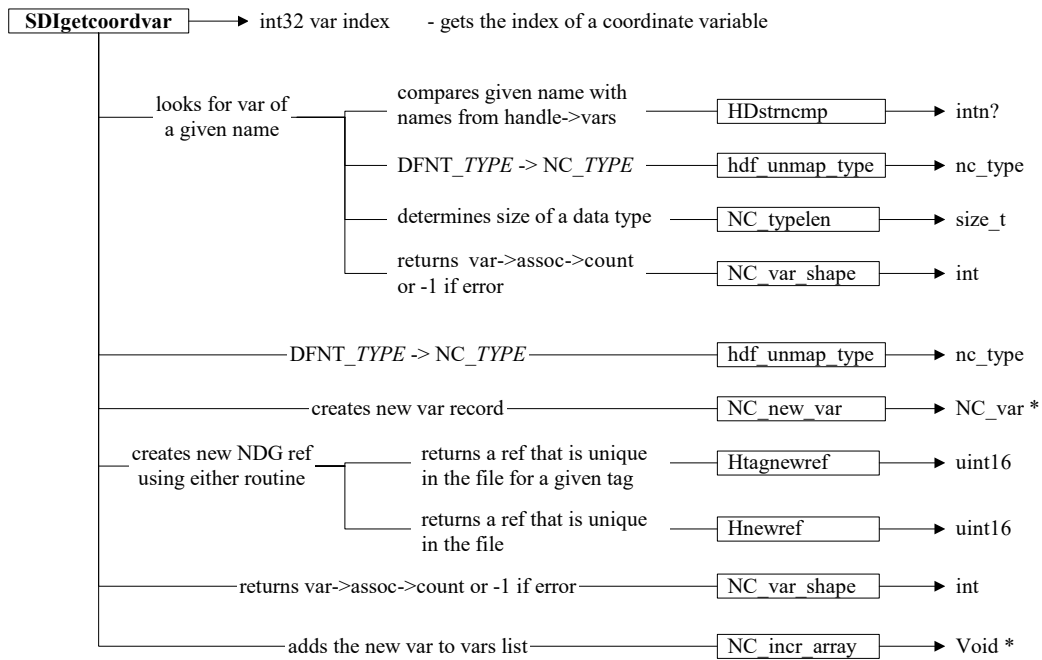 SDIgetcoordvar int32 var index - gets the index of a coordinate variable
looks for var of
a given name
compares given name with
names from handle->vars
HDstrncmp intn?
DFNT_TYPE -> NC_TYPE hdf_unmap_type nc_type
determines size of a data type NC_typelen size_t
returns var->assoc->count
or -1 if error
NC_var_shape int
DFNT_TYPE -> NC_TYPE hdf_unmap_type nc_type
creates new var record NC_new_var NC_var *
creates new NDG ref
using either routine
returns a ref that is unique
in the file for a given tag
Htagnewref uint16
returns a ref that is unique
in the file
Hnewref uint16
returns var->assoc->count or -1 if error NC_var_shape int
adds the new var to vars list NC_incr_array Void *